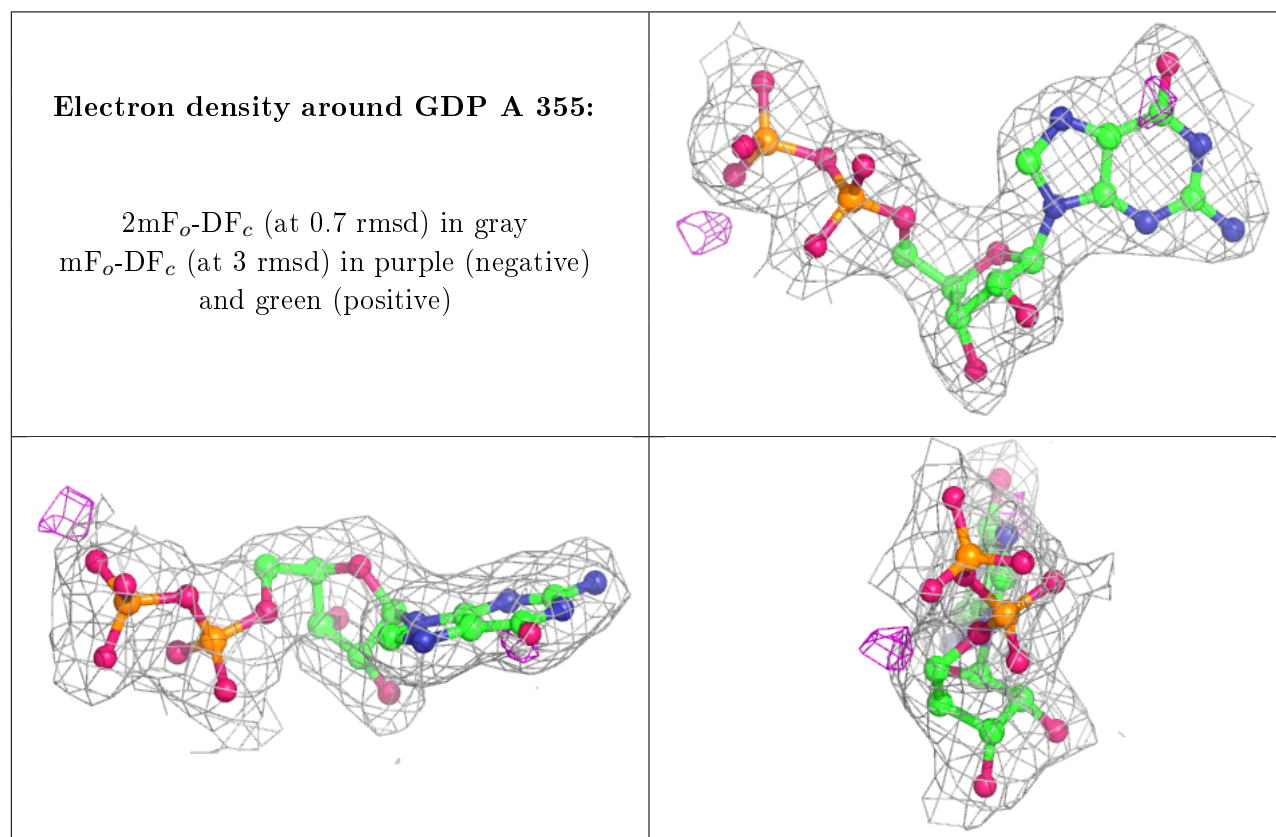 Electron density around GDP A 355:
2mFo-DFc (at 0.7 rmsd) in gray
mFo-DFc (at 3 rmsd) in purple (negative)
and green (positive)